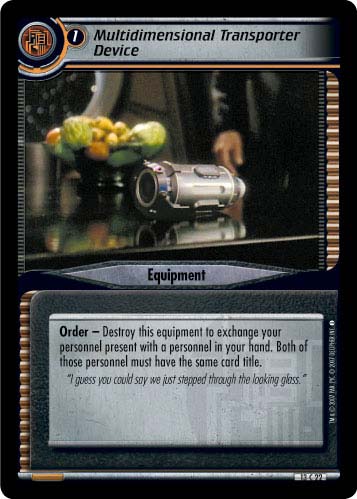 1 Multidimensional Transporter
Device
Equipment
Order – Destroy this equipment to exchange your
personnel present with a personnel in your hand. Both of
those personnel must have the same card title.
"I guess you could say we just stepped through the looking glass."
13 C 22